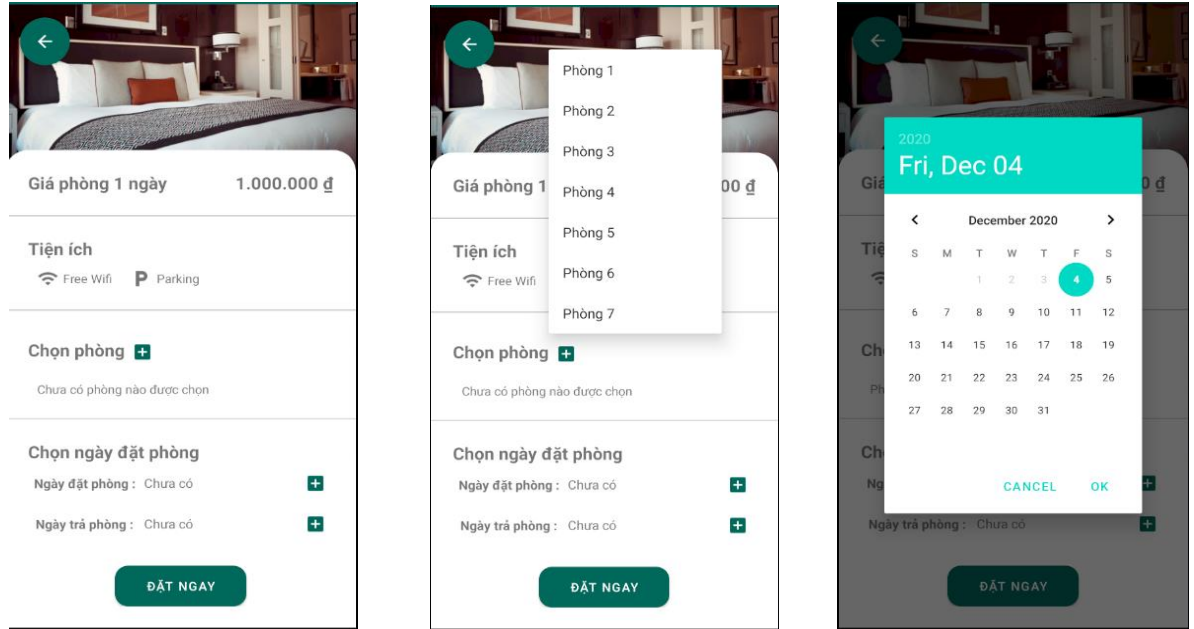 Giá phòng 1 ngày 1.000.000 ₫
Tiện ích
Free Wifi P Parking
Chọn phòng
Chưa có phòng nào được chọn
Chọn ngày đặt phòng
Ngày đặt phòng : Chưa có
Ngày trả phòng : Chưa có
ĐẶT NGAY
Phòng 1
Phòng 2
Phòng 3
Phòng 4
Phòng 5
Phòng 6
Phòng 7
Giá phòng 1 00 ₫
Tiện ích
Free Wifi
Chọn phòng
Chưa có phòng nào được chọn
Chọn ngày đặt phòng
Ngày đặt phòng : Chưa có
Ngày trả phòng : Chưa có
ĐẶT NGAY
2020
Fri, Dec 04
Giá 0 ₫
December 2020
S M T W T F S
1 2 3 4 5
6 7 8 9 10 11 12
13 14 15 16 17 18 19
20 21 22 23 24 25 26
27 28 29 30 31
CANCEL OK
Ngày trả phòng : Chưa có
ĐẶT NGAY